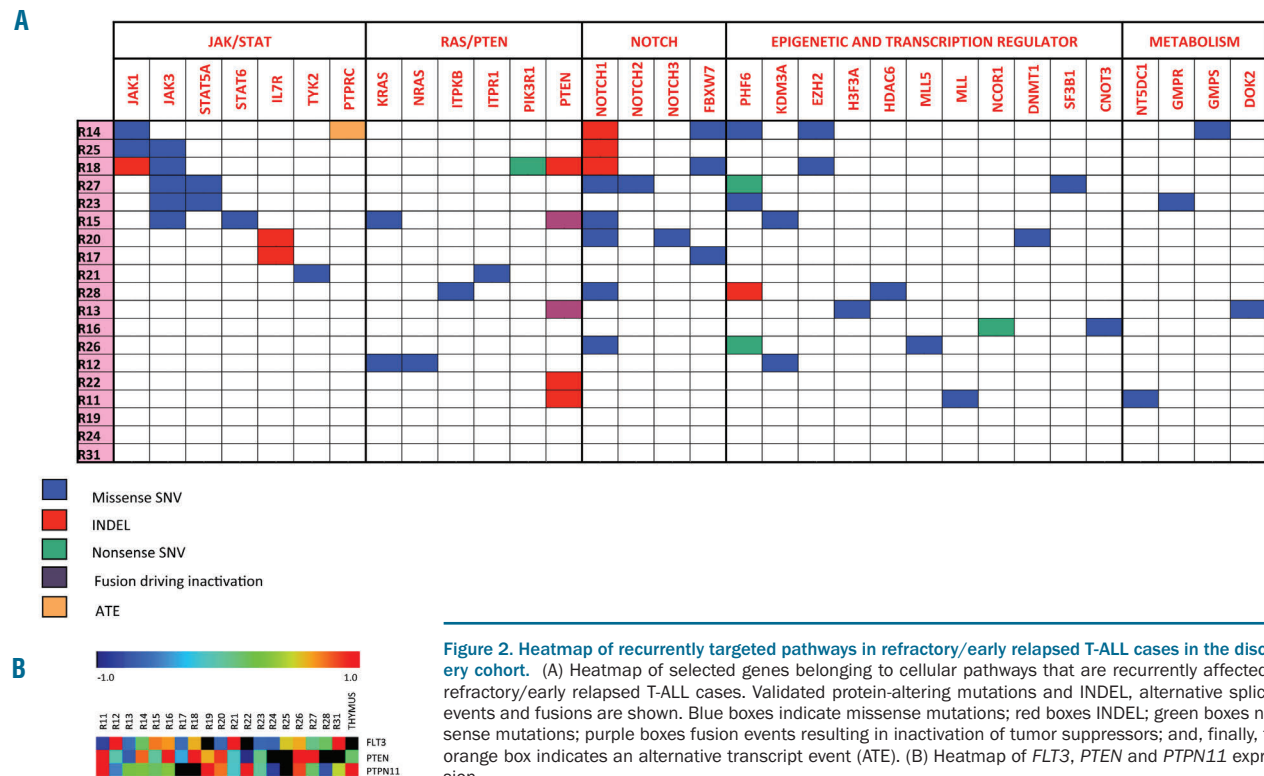 A
JAK/STAT RAS/PTEN NOTCH EPIGENETIC AND TRANSCRIPTION REGULATOR METABOLISM
JAK1 JAK3 STAT5A STAT6 IL7R TYK2 PTPRC KRAS NRAS ITPKB ITPR1 PIK3R1 PTEN NOTCH1 NOTCH2 NOTCH3 FBXW7 PHF6 KDM3A EZH2 H3F3A HDAC6 MLL5 MLL NCOR1 DNMT1 SF3B1 CNOT3 NT5DC1 GMPR GMPS DOK2
R14
R25
R18
R27
R23
R15
R20
R17
R21
R28
R13
R16
R26
R12
R22
R11
R19
R24
R31
Missense SNV
INDEL
Nonsense SNV
Fusion driving inactivation
ATE
B
-1.0 1.0
R11 R12 R13 R14 R15 R16 R17 R18 R19 R20 R21 R22 R23 R24 R25 R26 R27 R28 R31 THYMUS
FLT3
PTEN
PTPN11
Figure 2. Heatmap of recurrently targeted pathways in refractory/early relapsed T-ALL cases in the disc
ery cohort. (A) Heatmap of selected genes belonging to cellular pathways that are recurrently affected
refractory/early relapsed T-ALL cases. Validated protein-altering mutations and INDEL, alternative splic
events and fusions are shown. Blue boxes indicate missense mutations; red boxes INDEL; green boxes n
sense mutations; purple boxes fusion events resulting in inactivation of tumor suppressors; and, finally,
orange box indicates an alternative transcript event (ATE). (B) Heatmap of FLT3, PTEN and PTPN11 expr
sion